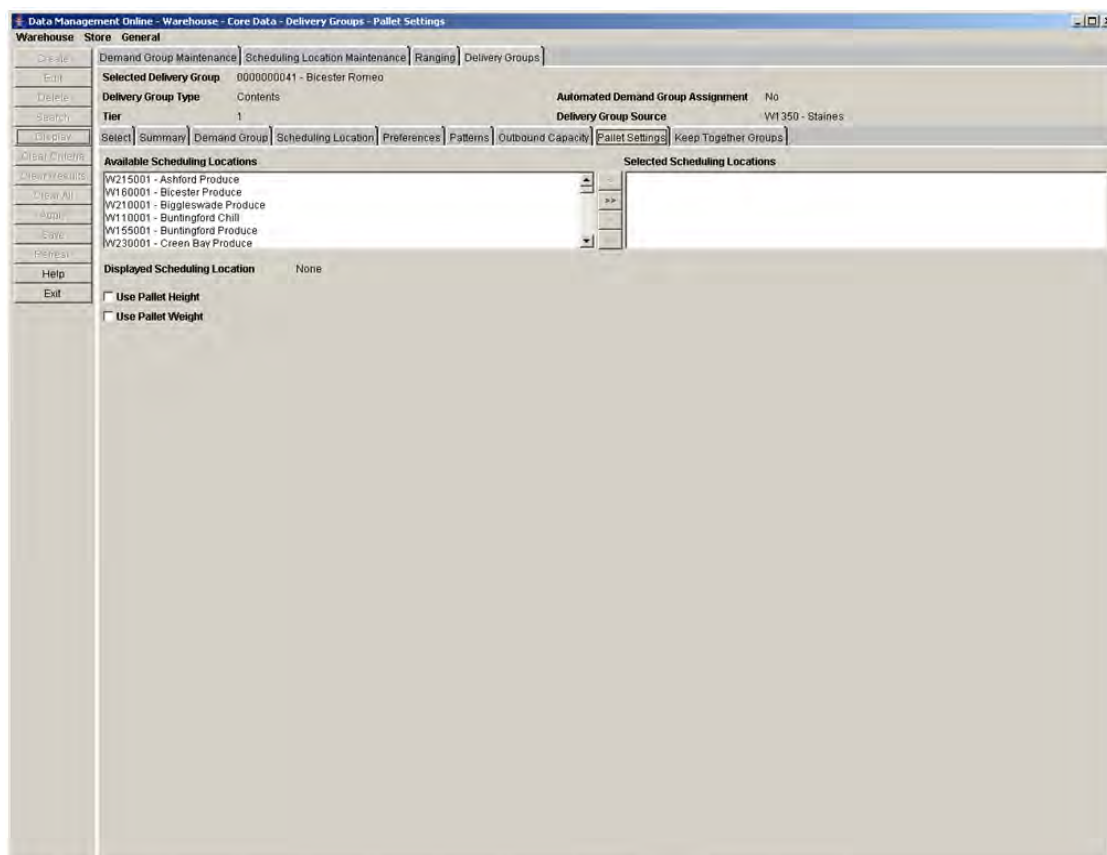 Data Management Online - Warehouse - Core Data - Delivery Groups - Pallet Settings
Warehouse Store General
Create
Edit
Delete
Search
Display
Clear Criteria
Clear Results
Clear All
Apply
Save
Refresh
Help
Exit
Demand Group Maintenance Scheduling Location Maintenance Ranging Delivery Groups
Selected Delivery Group 0000000041 - Bicester Romeo
Delivery Group Type Contents Automated Demand Group Assignment No
Tier 1 Delivery Group Source W1350 - Staines
Select Summary Demand Group Scheduling Location Preferences Patterns Outbound Capacity Pallet Settings Keep Together Groups
Available Scheduling Locations Selected Scheduling Locations
W215001 - Ashford Produce
W160001 - Bicester Produce
W210001 - Biggleswade Produce
W110001 - Buntingford Chill
W155001 - Buntingford Produce
W230001 - Creen Bay Produce
>>
Displayed Scheduling Location None
Use Pallet Height
Use Pallet Weight